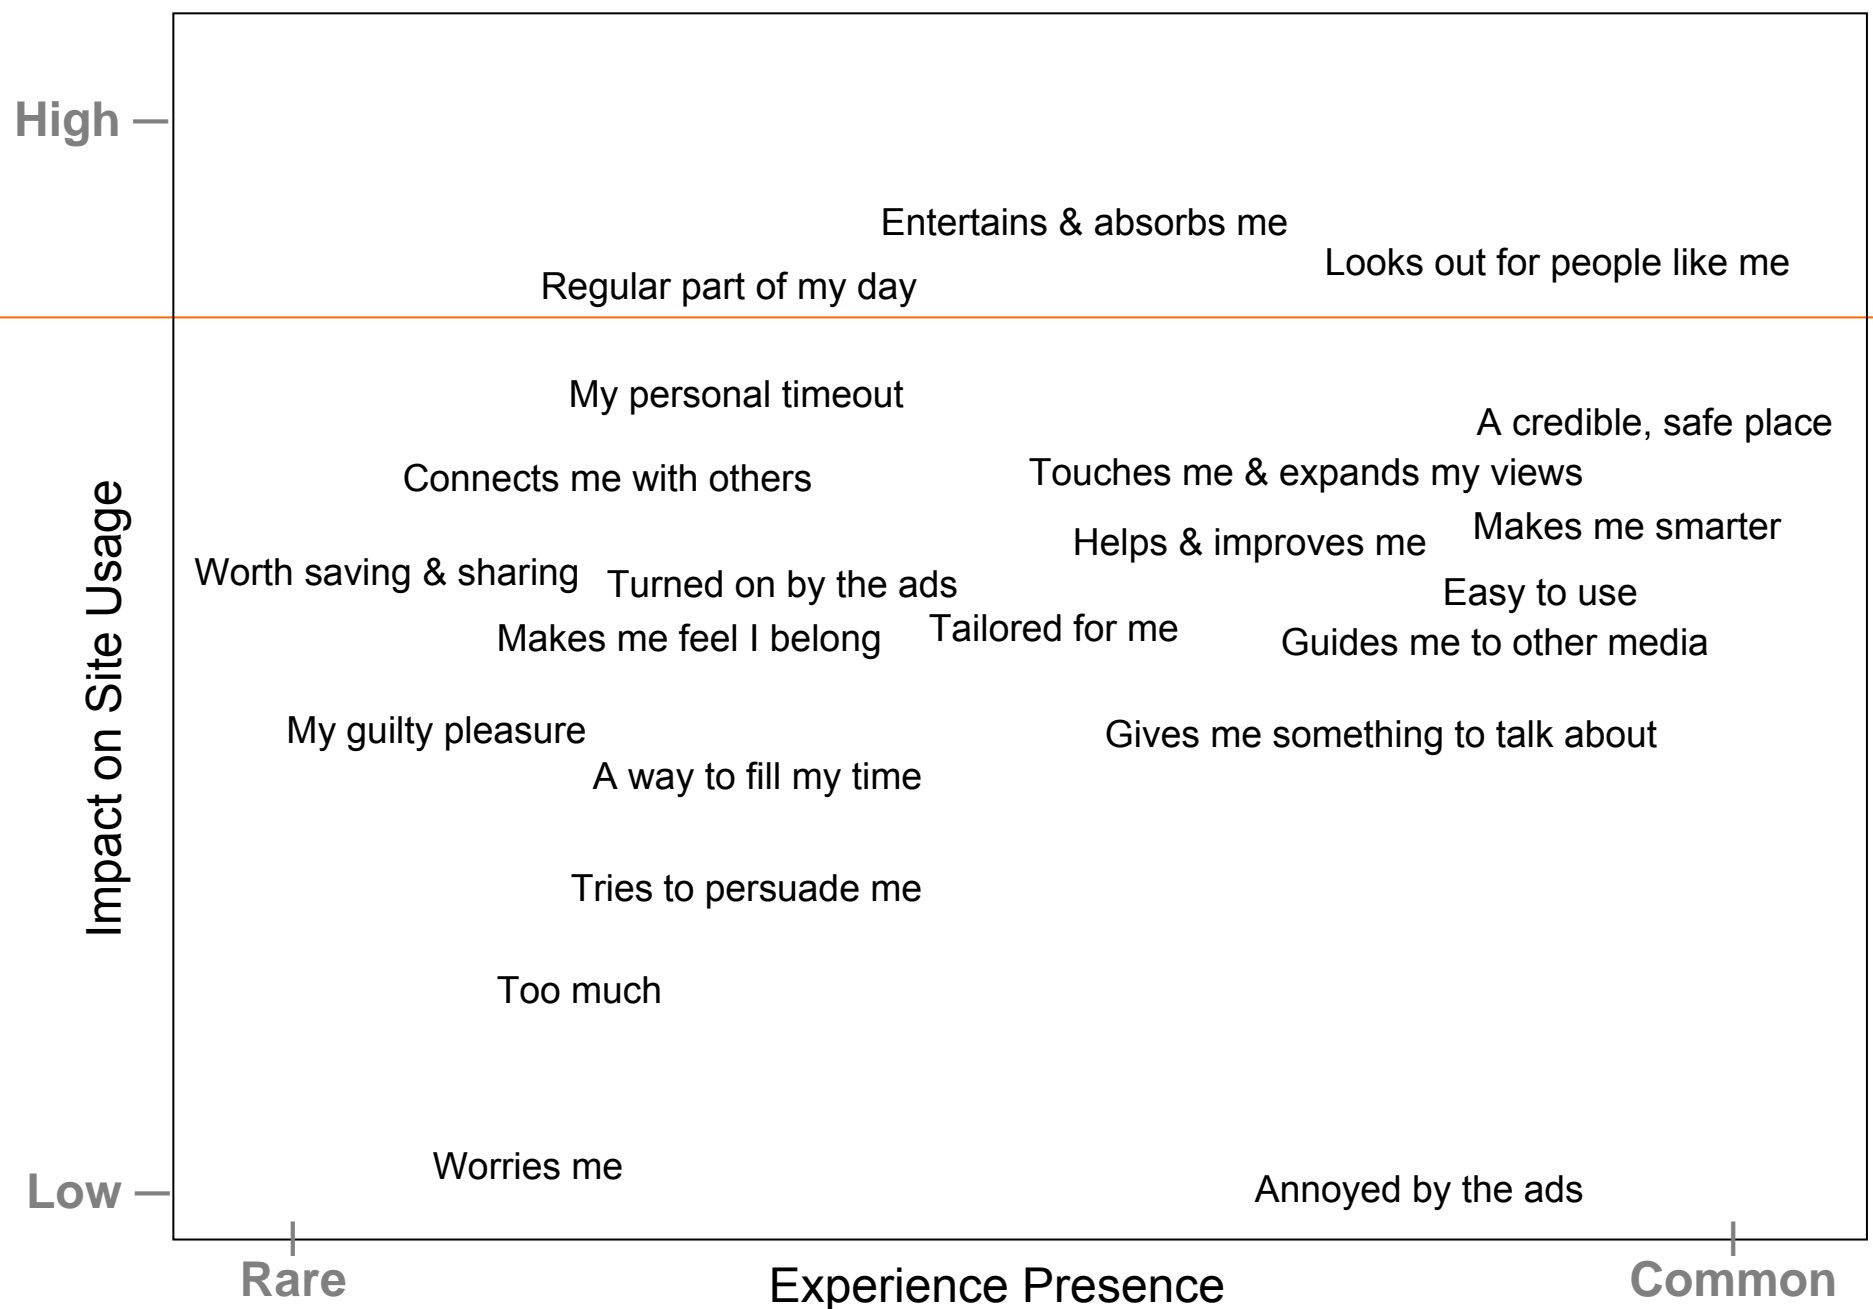 High
Entertains & absorbs me
Looks out for people like me
Regular part of my day
My personal timeout
A credible, safe place
Connects me with others
Touches me & expands my views
Makes me smarter
Helps & improves me
Worth saving & sharing
Turned on by the ads
Easy to use
Tailored for me
Makes me feel I belong
Guides me to other media
Impact on Site Usage
My guilty pleasure
Gives me something to talk about
A way to fill my time
Tries to persuade me
Too much
Worries me
Annoyed by the ads
Low
Rare
Experience Presence
Common